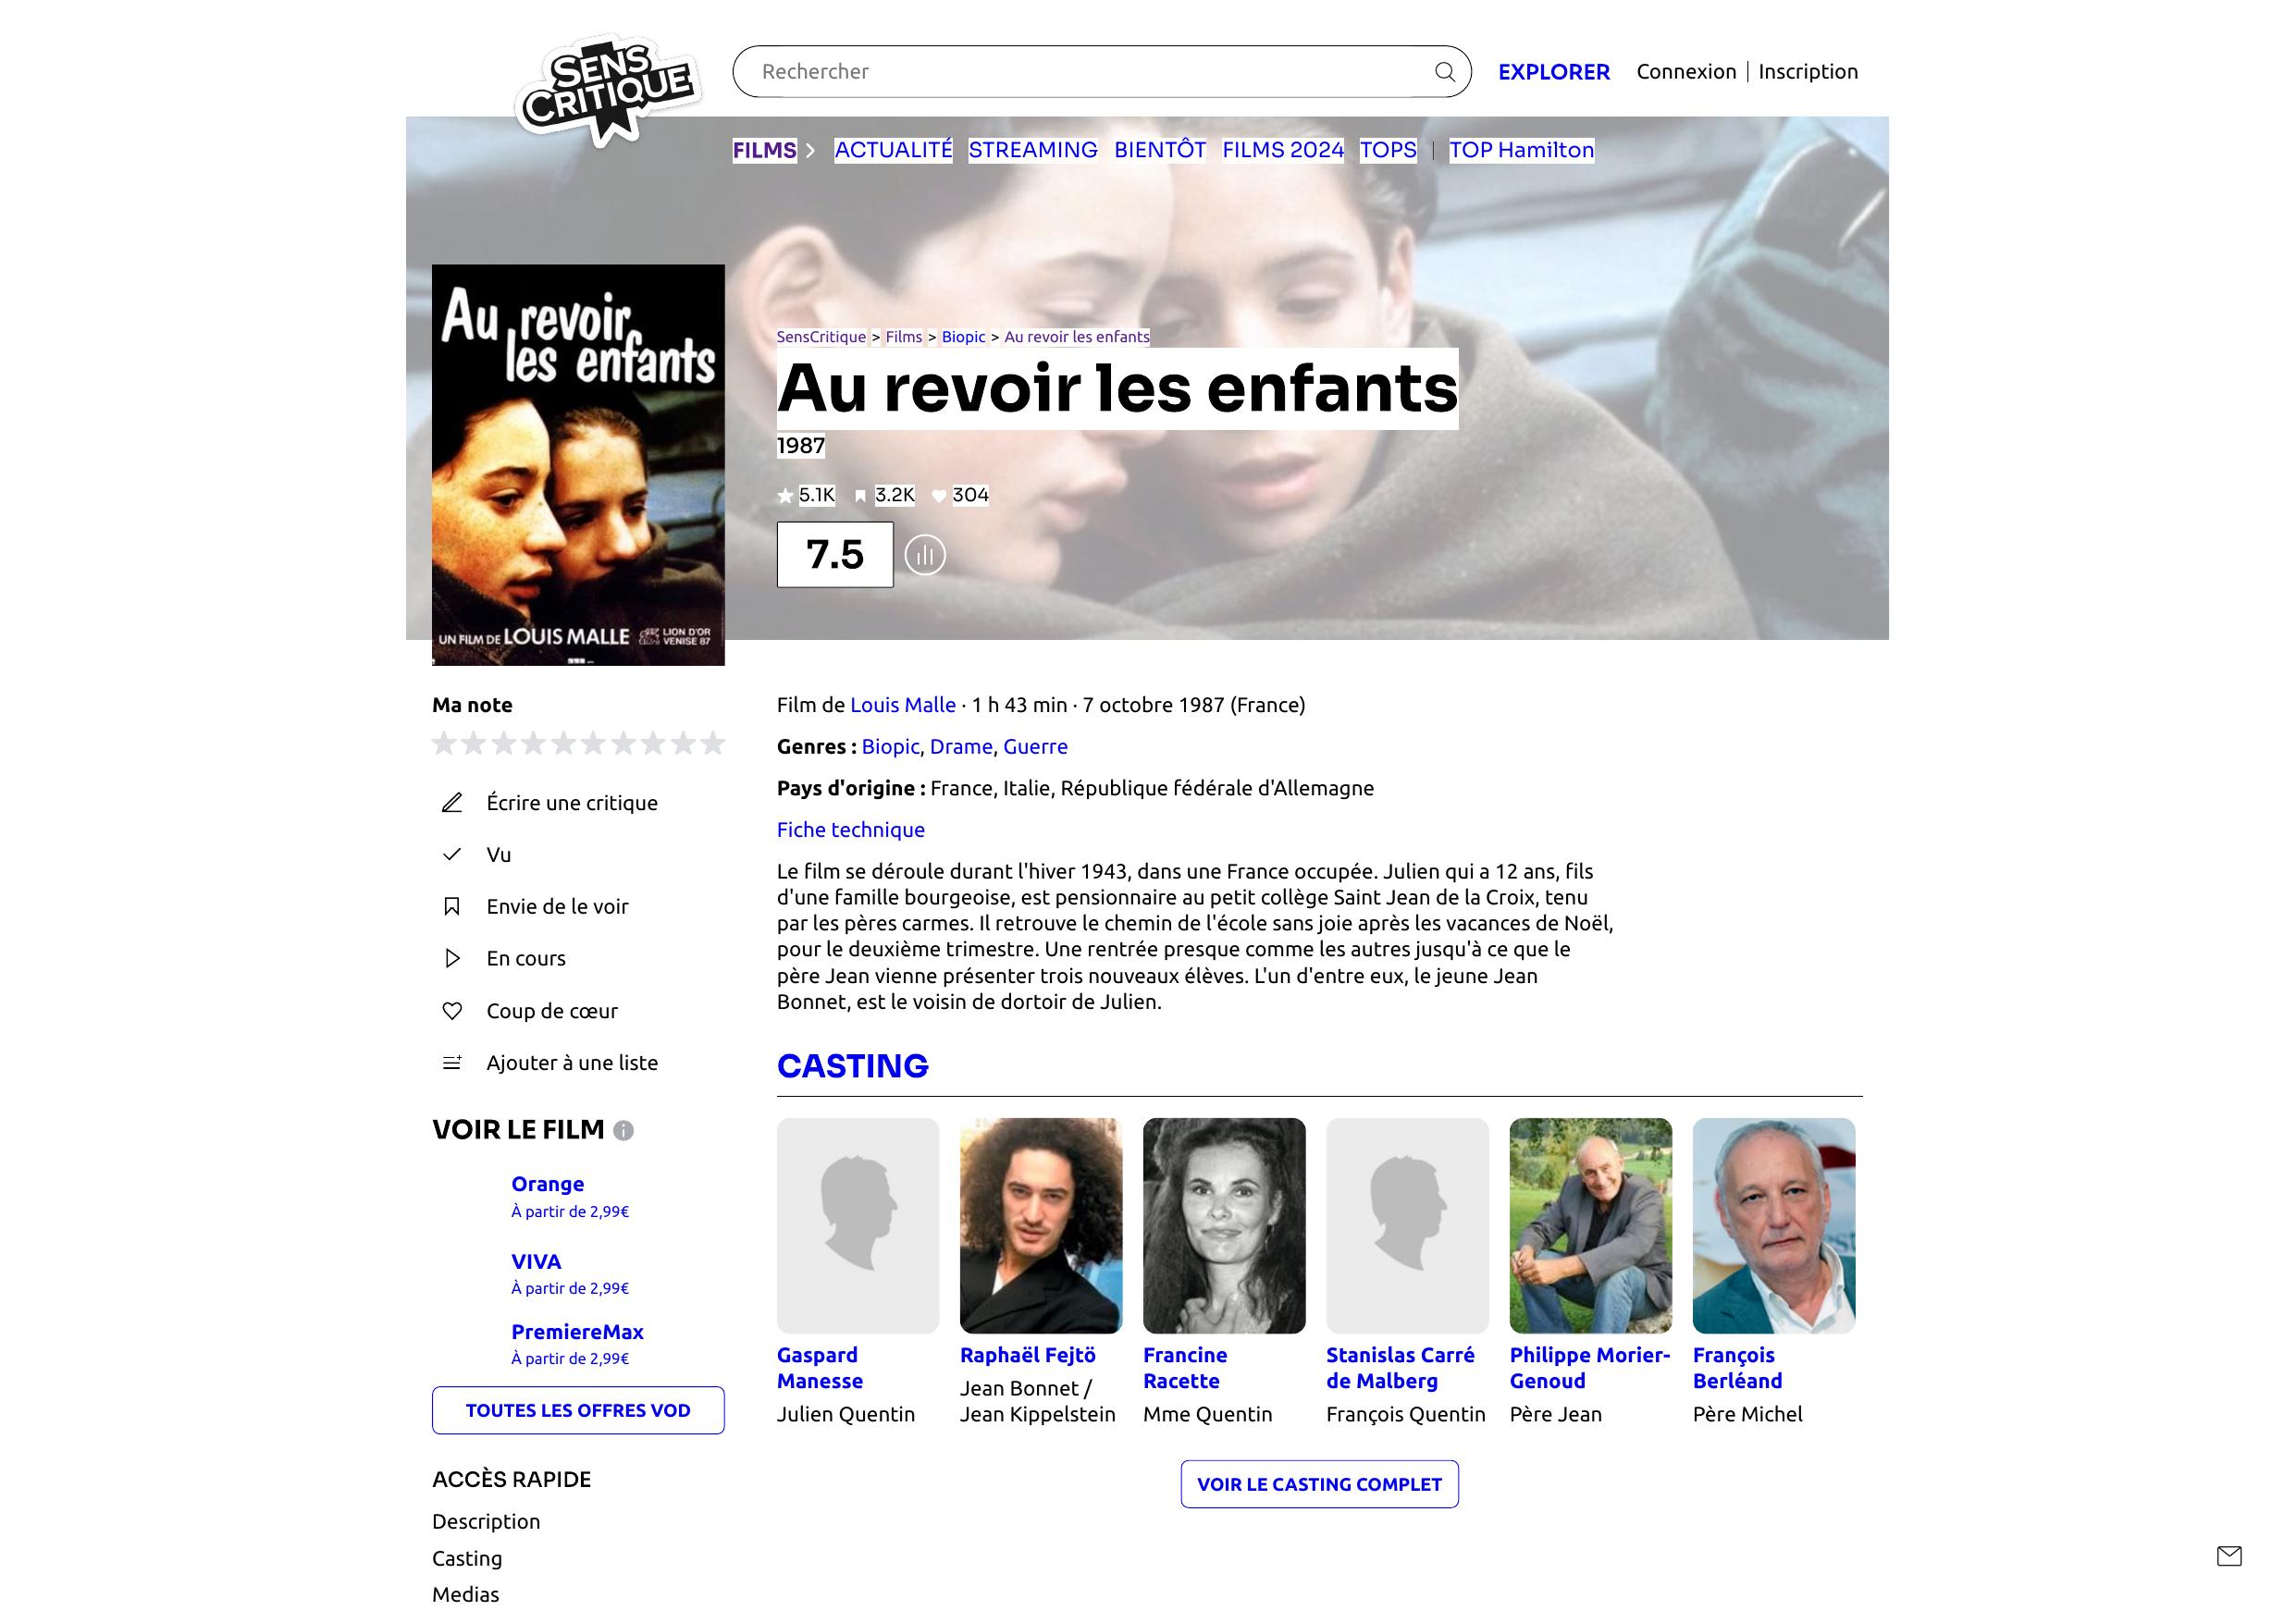 SENS
CRITIQUE
Rechercher
EXPLORER
Connexion | Inscription
FILMS
ACTUALITÉ
STREAMING
BIENTÔT
FILMS 2024
TOPS
TOP Hamilton
Au revoir
les enfants
UN FILM DE LOUIS MALLE
LION D'OR
VENISE 87
SensCritique > Films > Biopic > Au revoir les enfants
Au revoir les enfants
1987
5.1K 3.2K 304
7.5
Ma note
Écrire une critique
Vu
Envie de le voir
En cours
Coup de cœur
Ajouter à une liste
VOIR LE FILM
Orange
À partir de 2,99€
VIVA
À partir de 2,99€
PremiereMax
À partir de 2,99€
TOUTES LES OFFRES VOD
ACCÈS RAPIDE
Description
Casting
Medias
Film de Louis Malle · 1 h 43 min · 7 octobre 1987 (France)
Genres : Biopic, Drame, Guerre
Pays d'origine : France, Italie, République fédérale d'Allemagne
Fiche technique
Le film se déroule durant l'hiver 1943, dans une France occupée. Julien qui a 12 ans, fils
d'une famille bourgeoise, est pensionnaire au petit collège Saint Jean de la Croix, tenu
par les pères carmes. Il retrouve le chemin de l'école sans joie après les vacances de Noël,
pour le deuxième trimestre. Une rentrée presque comme les autres jusqu'à ce que le
père Jean vienne présenter trois nouveaux élèves. L'un d'entre eux, le jeune Jean
Bonnet, est le voisin de dortoir de Julien.
CASTING
Gaspard
Manesse
Julien Quentin
Raphaël Fejtö
Jean Bonnet /
Jean Kippelstein
Francine
Racette
Mme Quentin
Stanislas Carré
de Malberg
François Quentin
Philippe Morier-
Genoud
Père Jean
François
Berléand
Père Michel
VOIR LE CASTING COMPLET